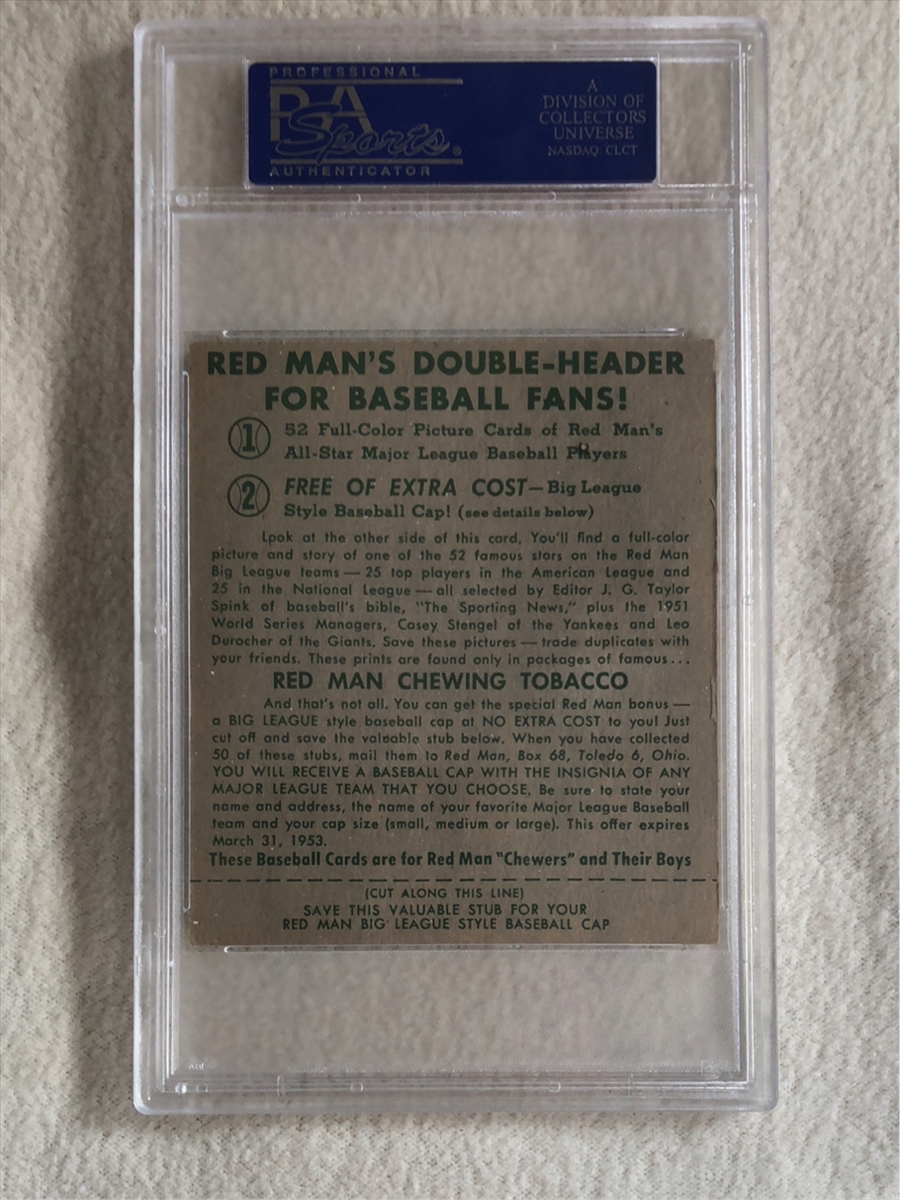 PROFESSIONAL
PSA
Sports®
AUTHENTICATOR
A
DIVISION OF
COLLECTORS
UNIVERSE
NASDAQ: CLCT
RED MAN'S DOUBLE-HEADER
FOR BASEBALL FANS!
1 52 Full-Color Picture Cards of Red Man's
All-Star Major League Baseball Players
2 FREE OF EXTRA COST—Big League
Style Baseball Cap! (see details below)
Look at the other side of this card. You'll find a full-color
picture and story of one of the 52 famous stars on the Red Man
Big League teams — 25 top players in the American League and
25 in the National League — all selected by Editor J. G. Taylor
Spink of baseball's bible, "The Sporting News," plus the 1951
World Series Managers, Casey Stengel of the Yankees and Leo
Durocher of the Giants. Save these pictures — trade duplicates with
your friends. These prints are found only in packages of famous...
RED MAN CHEWING TOBACCO
And that's not all. You can get the special Red Man bonus —
a BIG LEAGUE style baseball cap at NO EXTRA COST to you! Just
cut off and save the valuable stub below. When you have collected
50 of these stubs, mail them to Red Man, Box 68, Toledo 6, Ohio.
YOU WILL RECEIVE A BASEBALL CAP WITH THE INSIGNIA OF ANY
MAJOR LEAGUE TEAM THAT YOU CHOOSE. Be sure to state your
name and address, the name of your favorite Major League Baseball
team and your cap size (small, medium or large). This offer expires
March 31, 1953.
These Baseball Cards are for Red Man "Chewers" and Their Boys
(CUT ALONG THIS LINE)
SAVE THIS VALUABLE STUB FOR YOUR
RED MAN BIG LEAGUE STYLE BASEBALL CAP